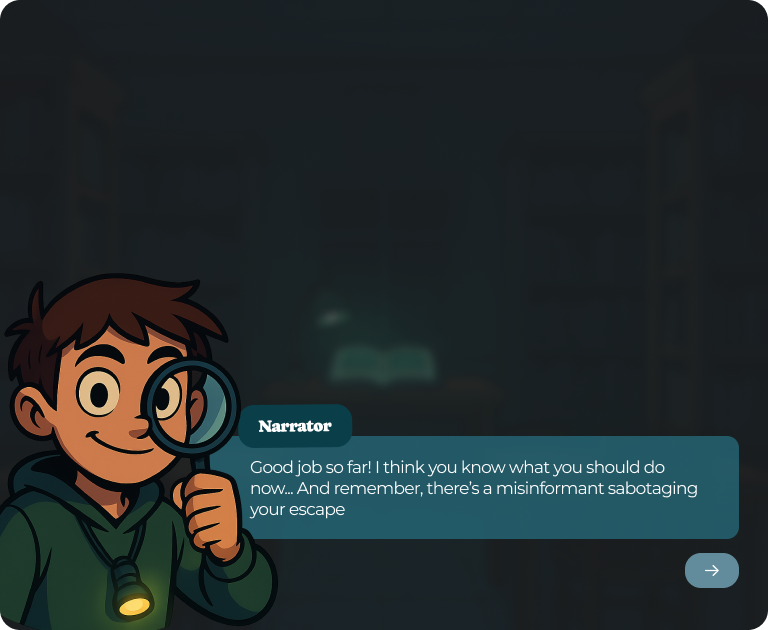 Narrator
Good job so far! I think you know what you should do
now... And remember, there's a misinformant sabotaging
your escape